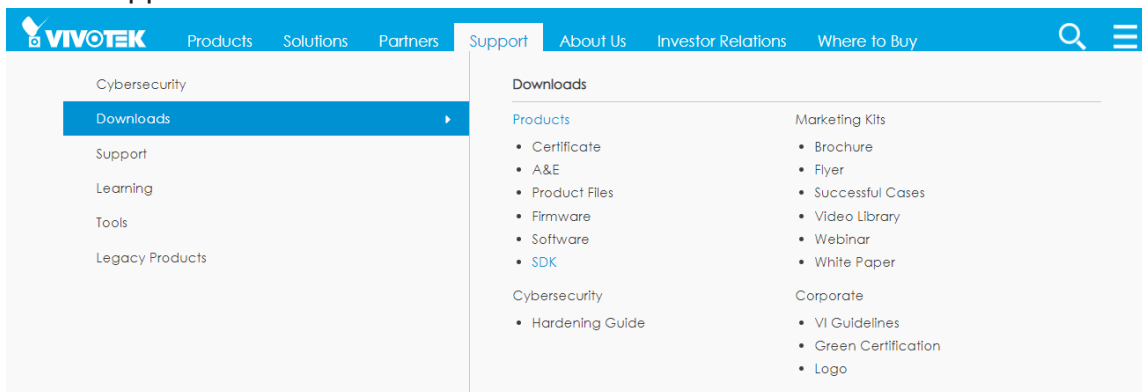 VIVOTEK Products Solutions Partners Support About Us Investor Relations Where to Buy
Cybersecurity
Downloads
Support
Learning
Tools
Legacy Products
Downloads
Products
• Certificate
• A&E
• Product Files
• Firmware
• Software
• SDK
Cybersecurity
• Hardening Guide
Marketing Kits
• Brochure
• Flyer
• Successful Cases
• Video Library
• Webinar
• White Paper
Corporate
• VI Guidelines
• Green Certification
• Logo